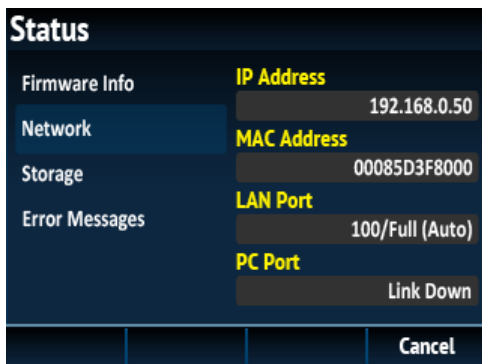 Status
Firmware Info
Network
Storage
Error Messages
IP Address
192.168.0.50
MAC Address
00085D3F8000
LAN Port
100/Full (Auto)
PC Port
Link Down
Cancel